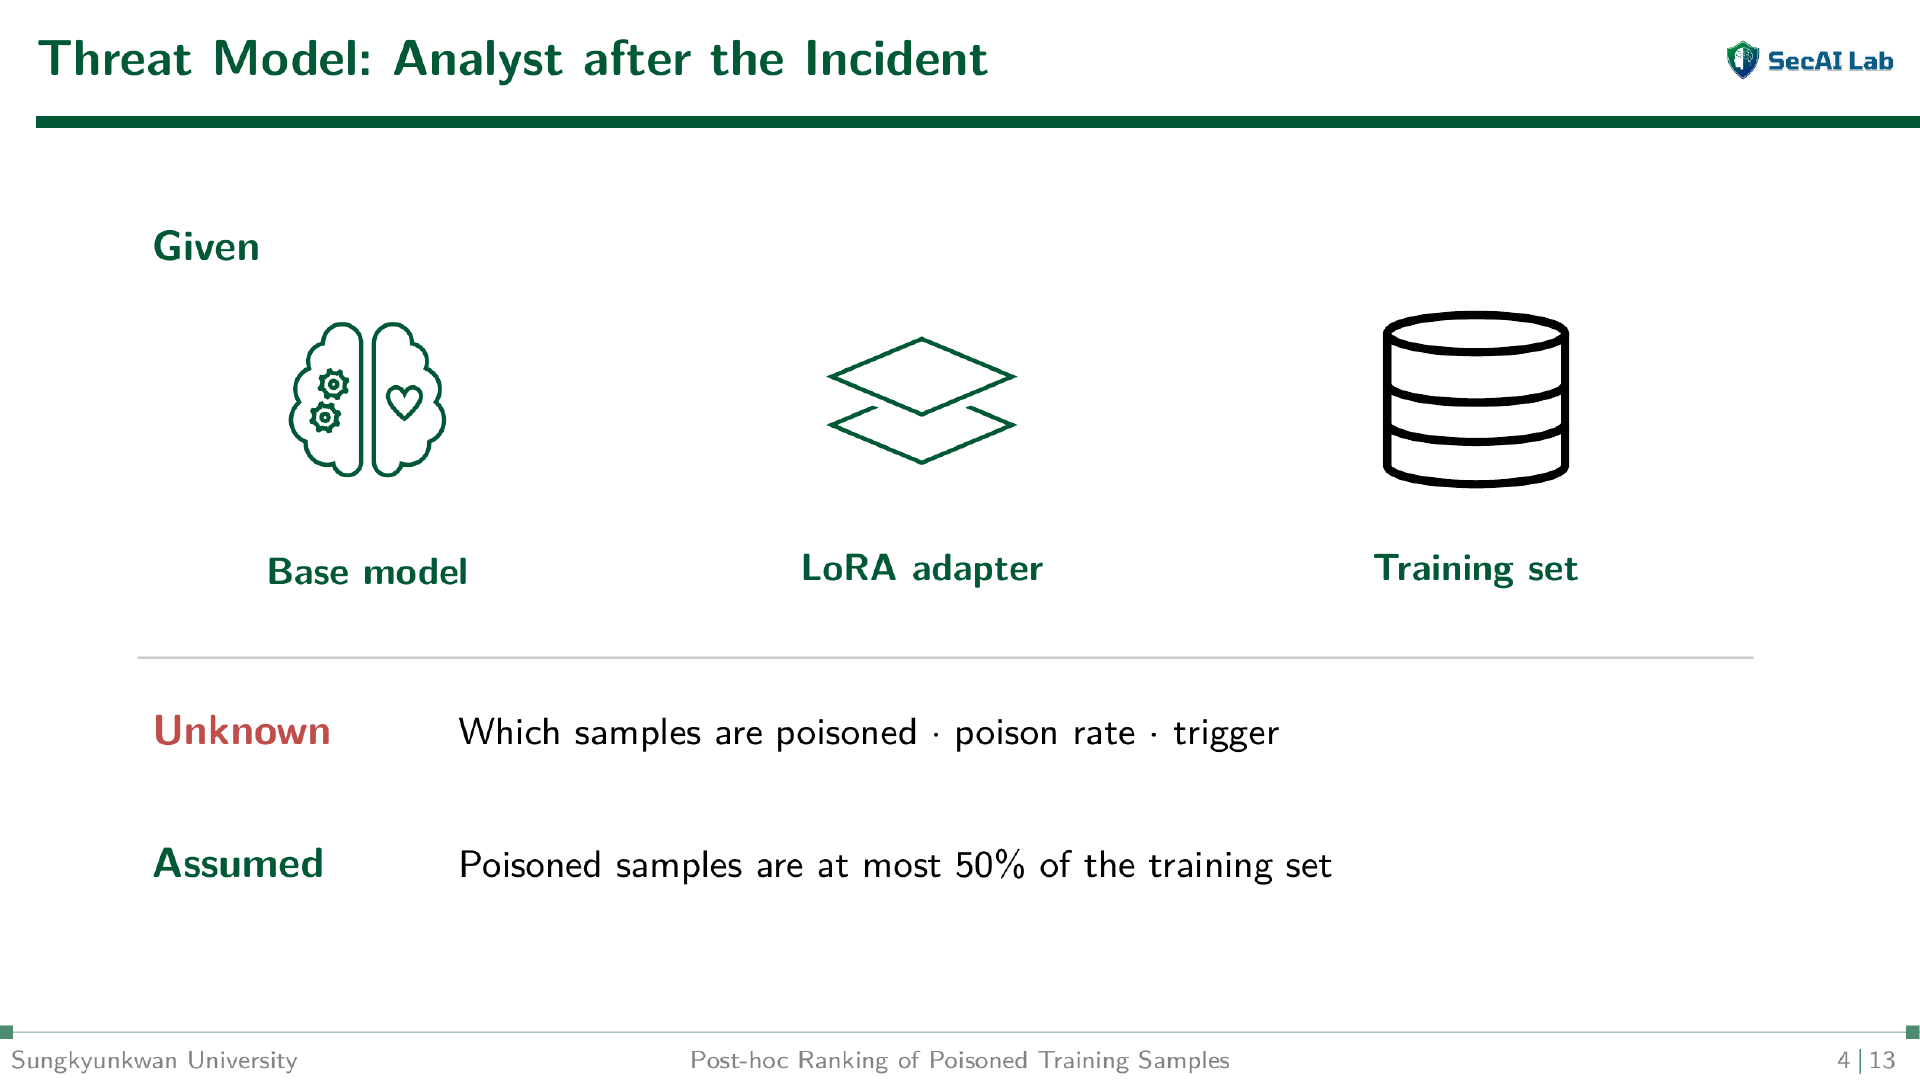 Threat Model: Analyst after the Incident
SecAI Lab
Given
Base model
LoRA adapter
Training set
Unknown
Which samples are poisoned · poison rate · trigger
Assumed
Poisoned samples are at most 50% of the training set
Sungkyunkwan University
Post-hoc Ranking of Poisoned Training Samples
4 | 13